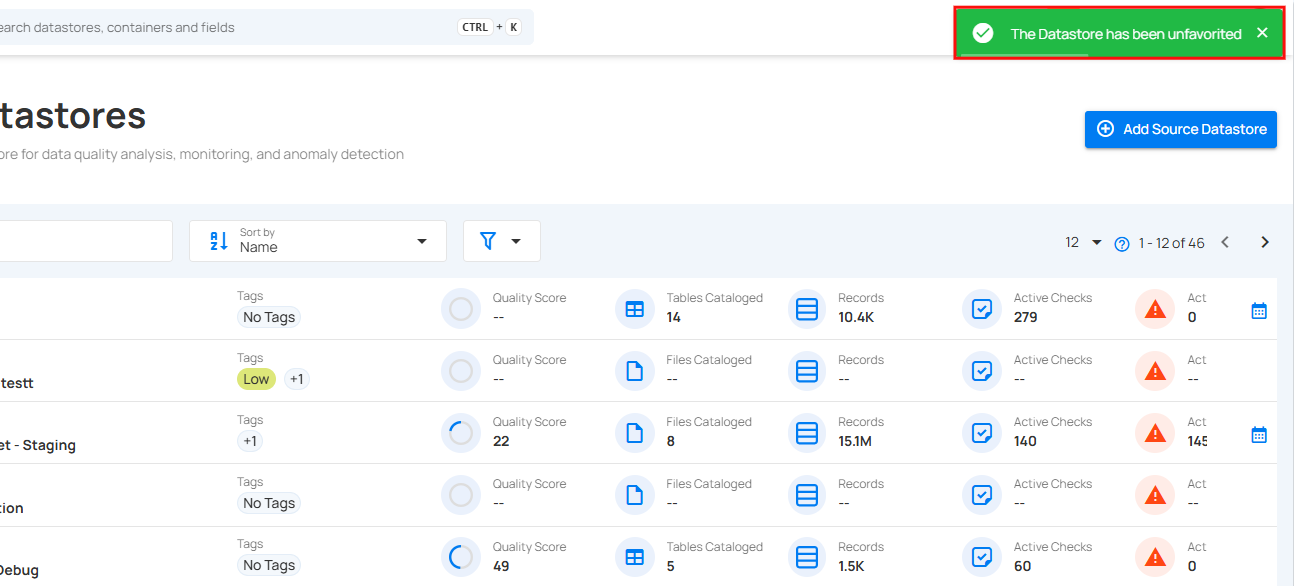 earch datastores, containers and fields CTRL + K
The Datastore has been unfavorited
tastores
Add Source Datastore
ore for data quality analysis, monitoring, and anomaly detection
Sort by
Name
12 1 - 12 of 46
Tags Quality Score Tables Cataloged Records Active Checks Act
No Tags -- 14 10.4K 279 0
Tags Quality Score Files Cataloged Records Active Checks Act
testt Low +1 -- -- -- -- --
Tags Quality Score Files Cataloged Records Active Checks Act
et - Staging +1 22 8 15.1M 140 145
Tags Quality Score Files Cataloged Records Active Checks Act
tion No Tags -- -- -- -- --
Tags Quality Score Tables Cataloged Records Active Checks Act
Debug No Tags 49 5 1.5K 60 0